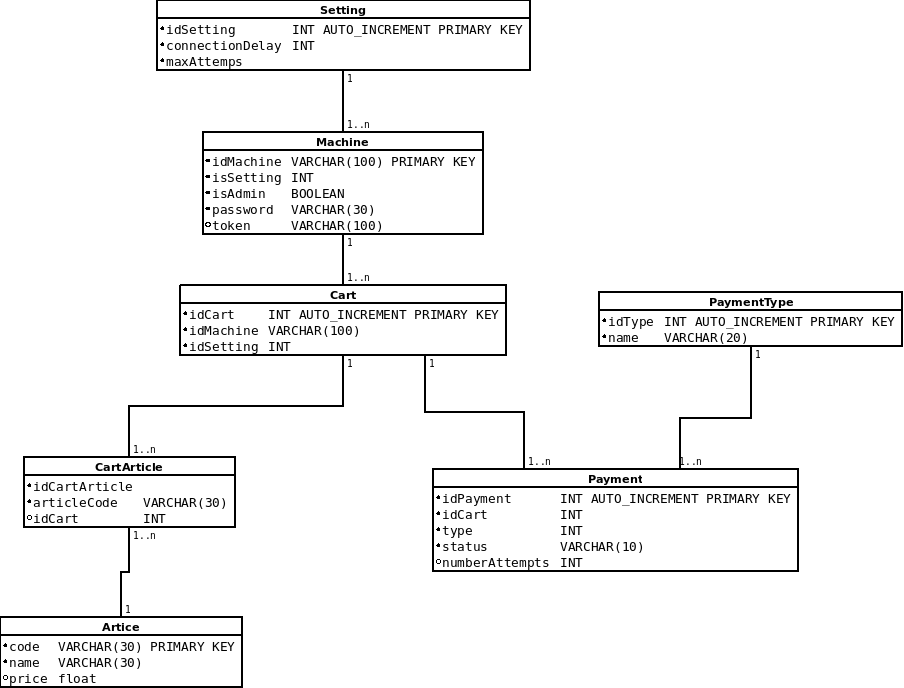 Setting
idSetting INT AUTO_INCREMENT PRIMARY KEY
connectionDelay INT
maxAttemps
1
1..n
Machine
idMachine VARCHAR(100) PRIMARY KEY
isSetting INT
isAdmin BOOLEAN
password VARCHAR(30)
token VARCHAR(100)
1
1..n
Cart
idCart INT AUTO_INCREMENT PRIMARY KEY
idMachine VARCHAR(100)
idSetting INT
PaymentType
idType INT AUTO_INCREMENT PRIMARY KEY
name VARCHAR(20)
1
1
1
1..n
1..n
1..n
CartArticle
idCartArticle
articleCode VARCHAR(30)
idCart INT
1..n
Payment
idPayment INT AUTO_INCREMENT PRIMARY KEY
idCart INT
type INT
status VARCHAR(10)
numberAttempts INT
1
Artice
code VARCHAR(30) PRIMARY KEY
name VARCHAR(30)
price float